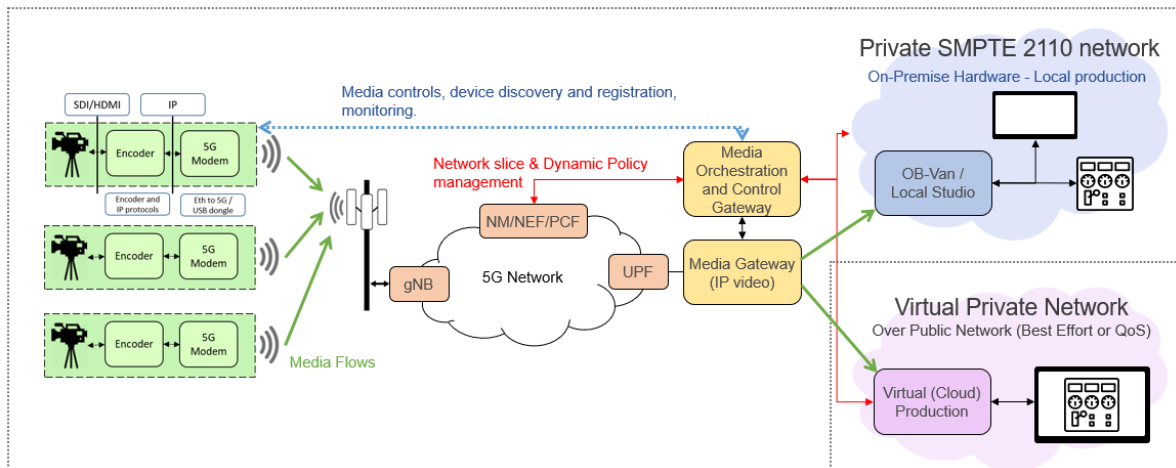 Private SMPTE 2110 network
On-Premise Hardware - Local production
SDI/HDMI
IP
Media controls, device discovery and registration,
monitoring.
Encoder
5G
Modem
Encoder and
IP protocols
Eth to 5G /
USB dongle
Network slice & Dynamic Policy
management
Media
Orchestration
and Control
Gateway
OB-Van /
Local Studio
NM/NEF/PCF
Encoder
5G
Modem
gNB
5G Network
UPF
Media Gateway
(IP video)
Virtual Private Network
Over Public Network (Best Effort or QoS)
Encoder
5G
Modem
Media Flows
Virtual (Cloud)
Production